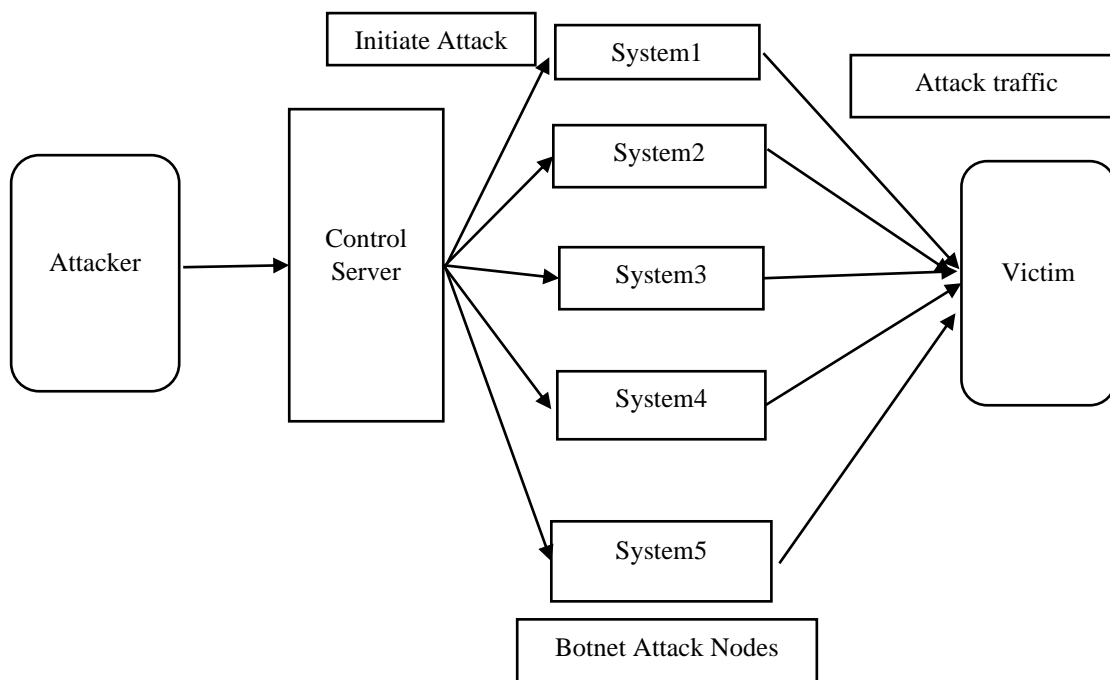 Initiate Attack
System1
Attack traffic
System2
Attacker
Control
Server
System3
Victim
System4
System5
Botnet Attack Nodes